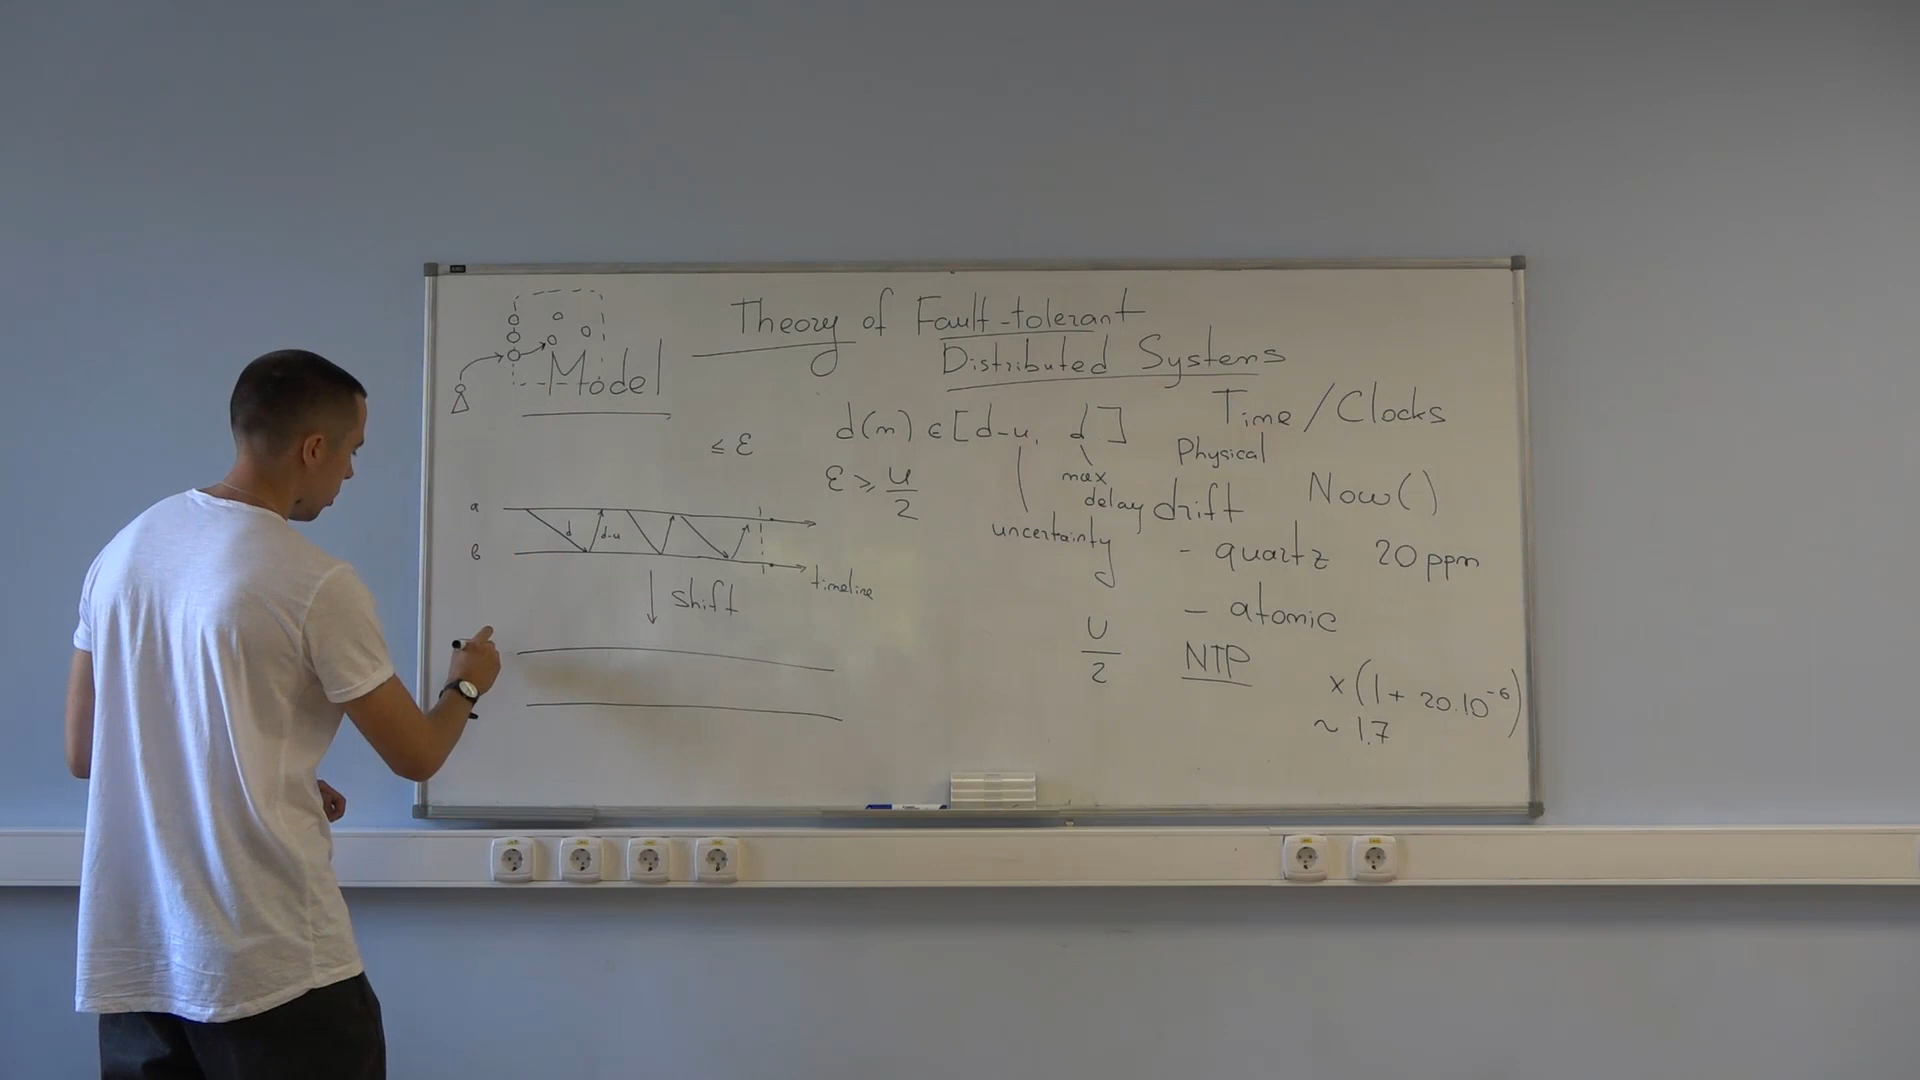 Theory of Fault-tolerant
Distributed Systems
Model
Time/Clocks
≤ ε
d(m) ∈ [d-u, d]
max
delay
uncertainty
ε ≥ u/2
Physical
Now()
drift
- quartz 20 ppm
- atomic
a
d
d-u
b
timeline
shift
U/2
NTP
x(1 + 20.10^-6)
~ 1.7